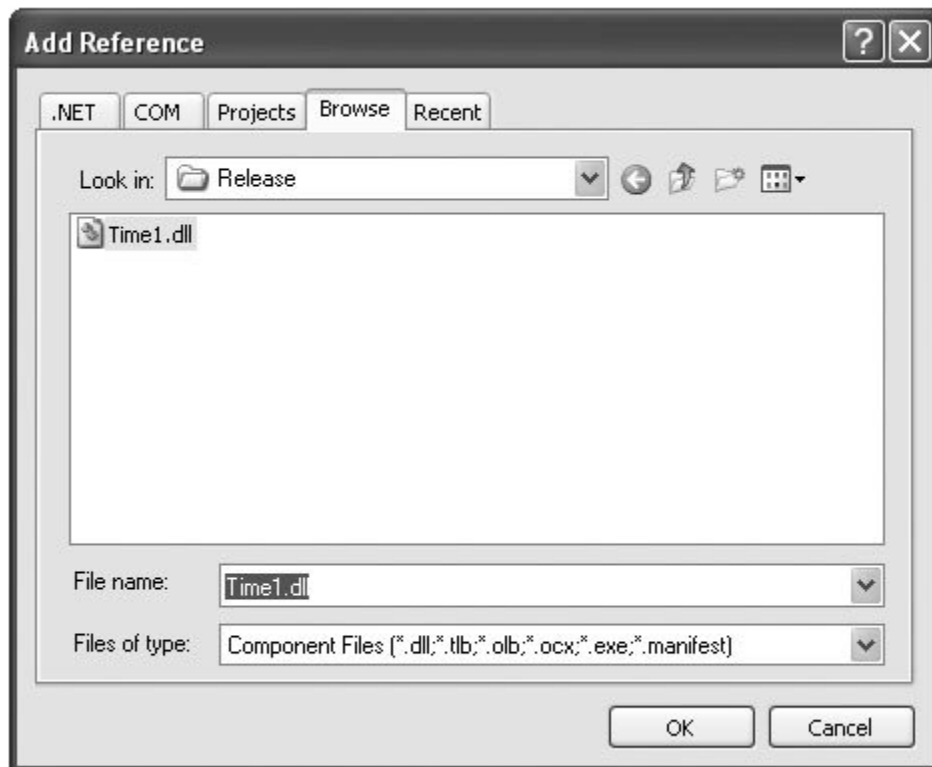 Add Reference
.NET COM Projects Browse Recent
Look in: Release
Time1.dll
File name: Time1.dll
Files of type: Component Files (*.dll;*.tlb;*.olb;*.ocx;*.exe;*.manifest)
OK Cancel